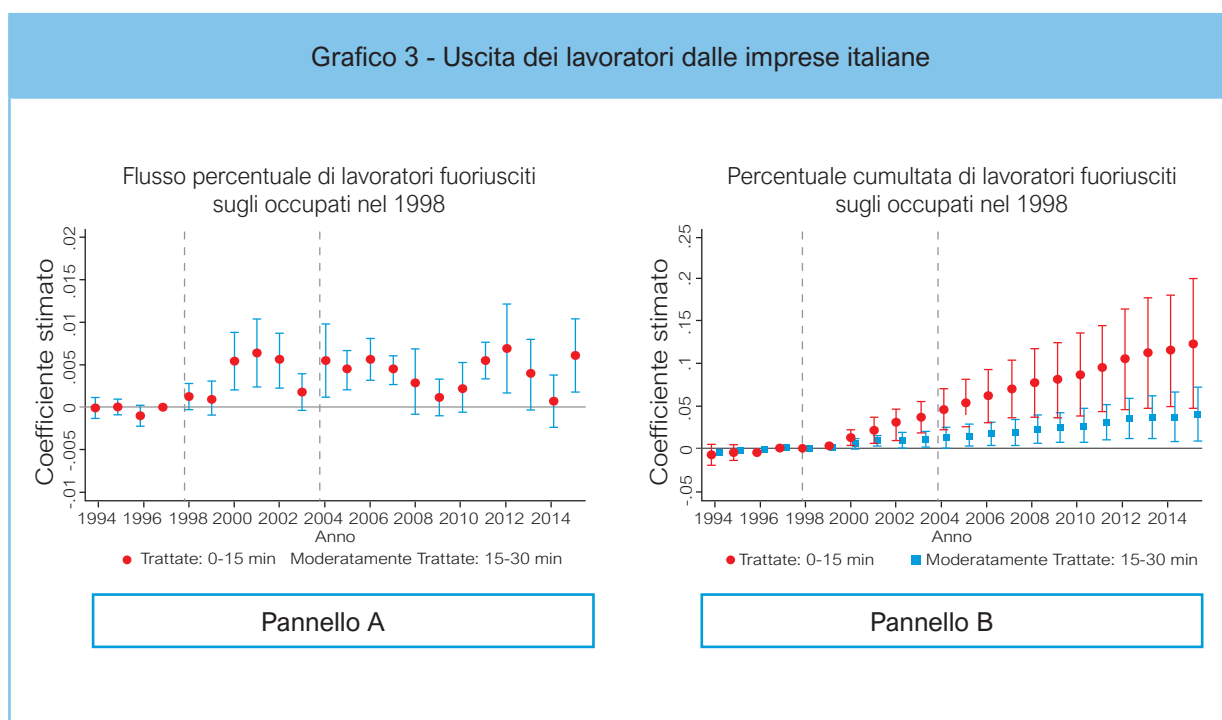 Grafico 3 - Uscita dei lavoratori dalle imprese italiane
Flusso percentuale di lavoratori fuoriusciti
sugli occupati nel 1998
Coefficiente stimato
.02
.015
.01
.005
0
-.005
-.01
1994 1996 1998 2000 2002 2004 2006 2008 2010 2012 2014
Anno
Trattate: 0-15 min Moderatamente Trattate: 15-30 min
Pannello A
Percentuale cumultata di lavoratori fuoriusciti
sugli occupati nel 1998
Coefficiente stimato
.25
.2
.15
.1
.05
0
-.05
1994 1996 1998 2000 2002 2004 2006 2008 2010 2012 2014
Anno
Trattate: 0-15 min Moderatamente Trattate: 15-30 min
Pannello B